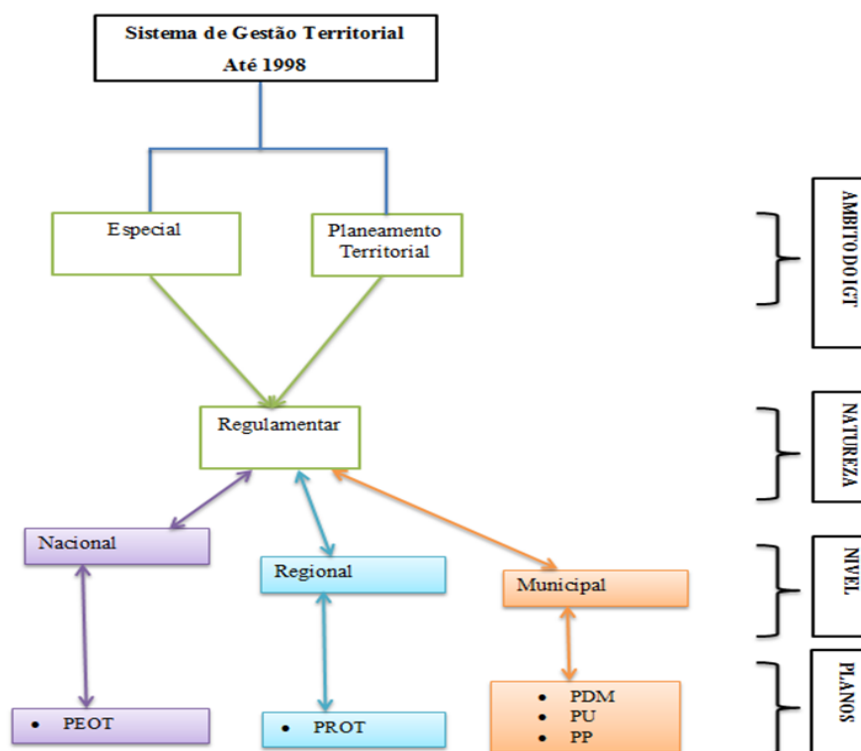 Sistema de Gestão Territorial
Até 1998
Especial
Planeamento
Territorial
AMBITO DO IGT
Regulamentar
NATUREZA
Nacional
Regional
Municipal
NIVEL
• PEOT
• PROT
• PDM
• PU
• PP
PLANOS